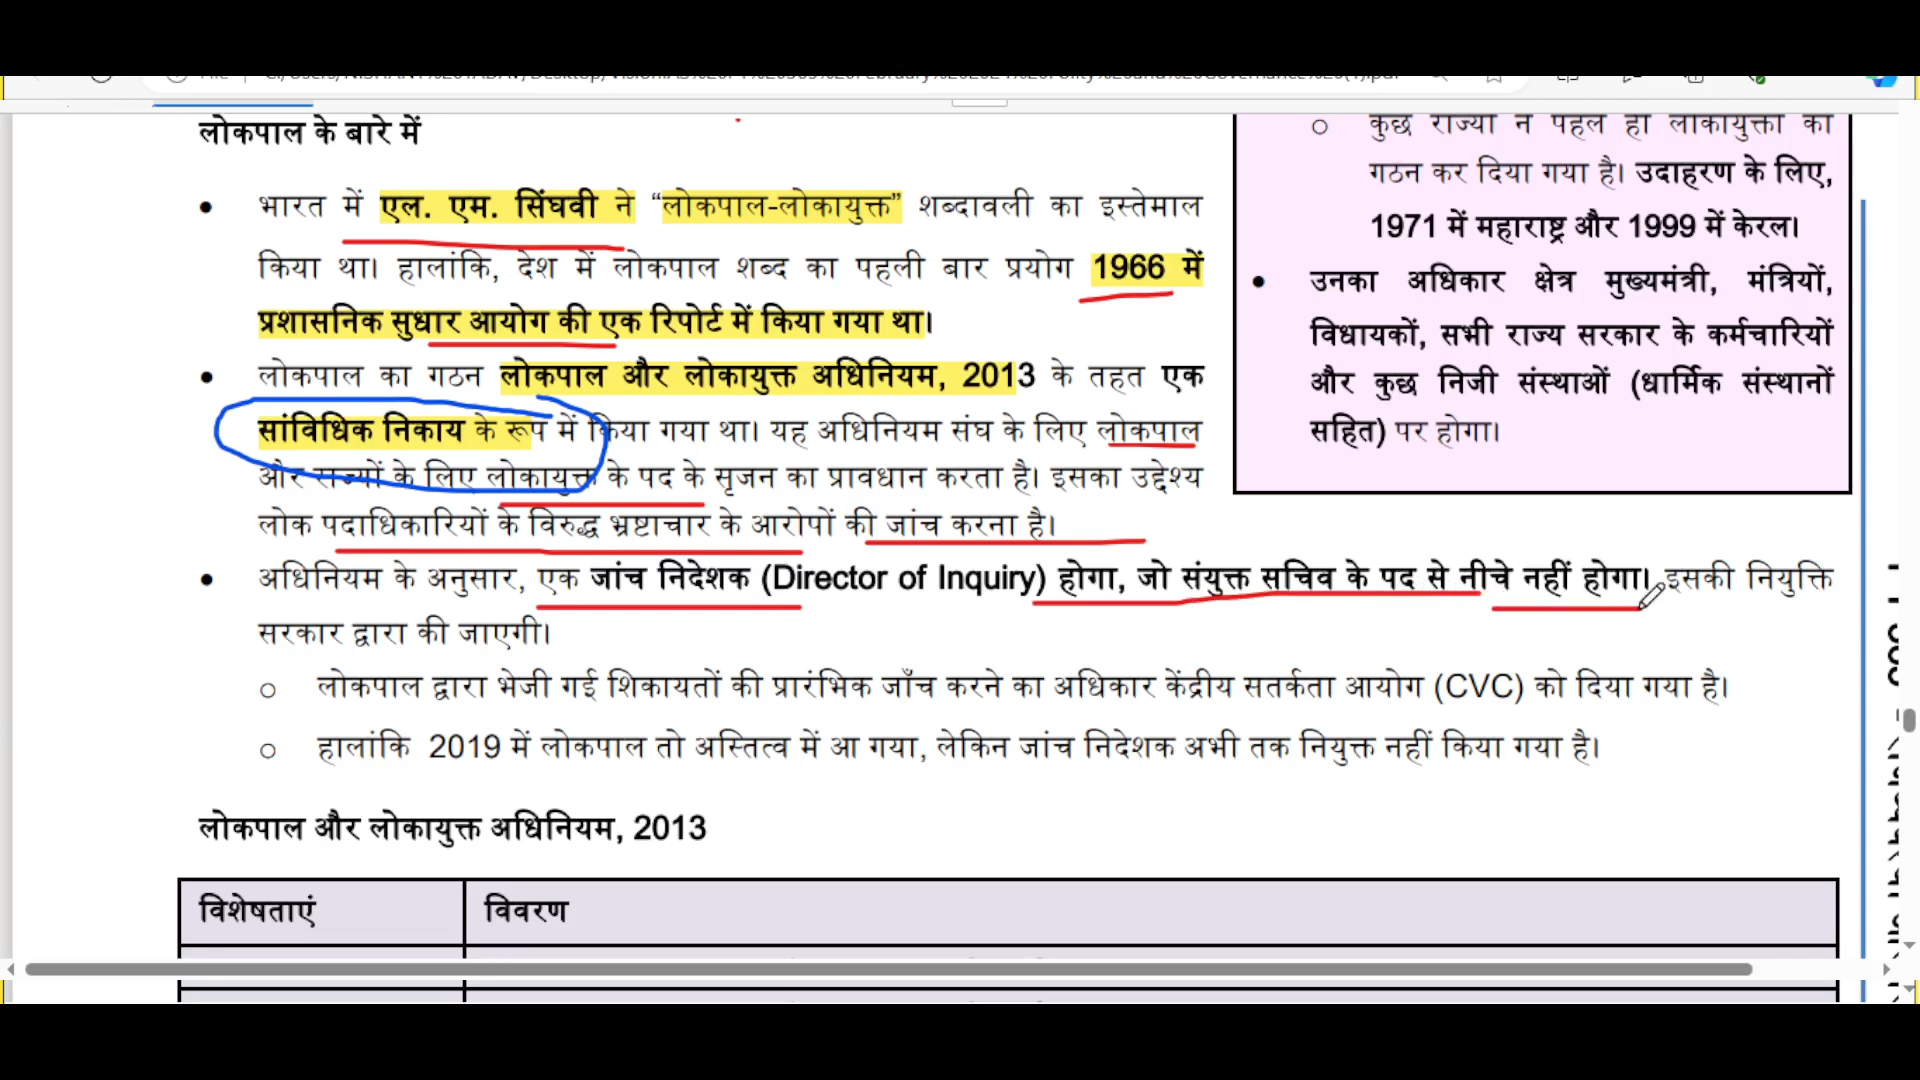 लोकपाल के बारे में
• भारत में एल. एम. सिंघवी ने “लोकपाल-लोकायुक्त” शब्दावली का इस्तेमाल
किया था। हालांकि, देश में लोकपाल शब्द का पहली बार प्रयोग 1966 में
प्रशासनिक सुधार आयोग की एक रिपोर्ट में किया गया था।
• लोकपाल का गठन लोकपाल और लोकायुक्त अधिनियम, 2013 के तहत एक
सांविधिक निकाय के रूप में किया गया था। यह अधिनियम संघ के लिए लोकपाल
और राज्यों के लिए लोकायुक्त के पद के सृजन का प्रावधान करता है। इसका उद्देश्य
लोक पदाधिकारियों के विरुद्ध भ्रष्टाचार के आरोपों की जांच करना है।
• अधिनियम के अनुसार, एक जांच निदेशक (Director of Inquiry) होगा, जो संयुक्त सचिव के पद से नीचे नहीं होगा। इसकी नियुक्ति
सरकार द्वारा की जाएगी।
o लोकपाल द्वारा भेजी गई शिकायतों की प्रारंभिक जाँच करने का अधिकार केंद्रीय सतर्कता आयोग (CVC) को दिया गया है।
o हालांकि 2019 में लोकपाल तो अस्तित्व में आ गया, लेकिन जांच निदेशक अभी तक नियुक्त नहीं किया गया है।
o कुछ राज्यों ने पहले ही लोकायुक्तों का
गठन कर दिया गया है। उदाहरण के लिए,
1971 में महाराष्ट्र और 1999 में केरल।
• उनका अधिकार क्षेत्र मुख्यमंत्री, मंत्रियों,
विधायकों, सभी राज्य सरकार के कर्मचारियों
और कुछ निजी संस्थाओं (धार्मिक संस्थानों
सहित) पर होगा।
लोकपाल और लोकायुक्त अधिनियम, 2013
विशेषताएं
विवरण